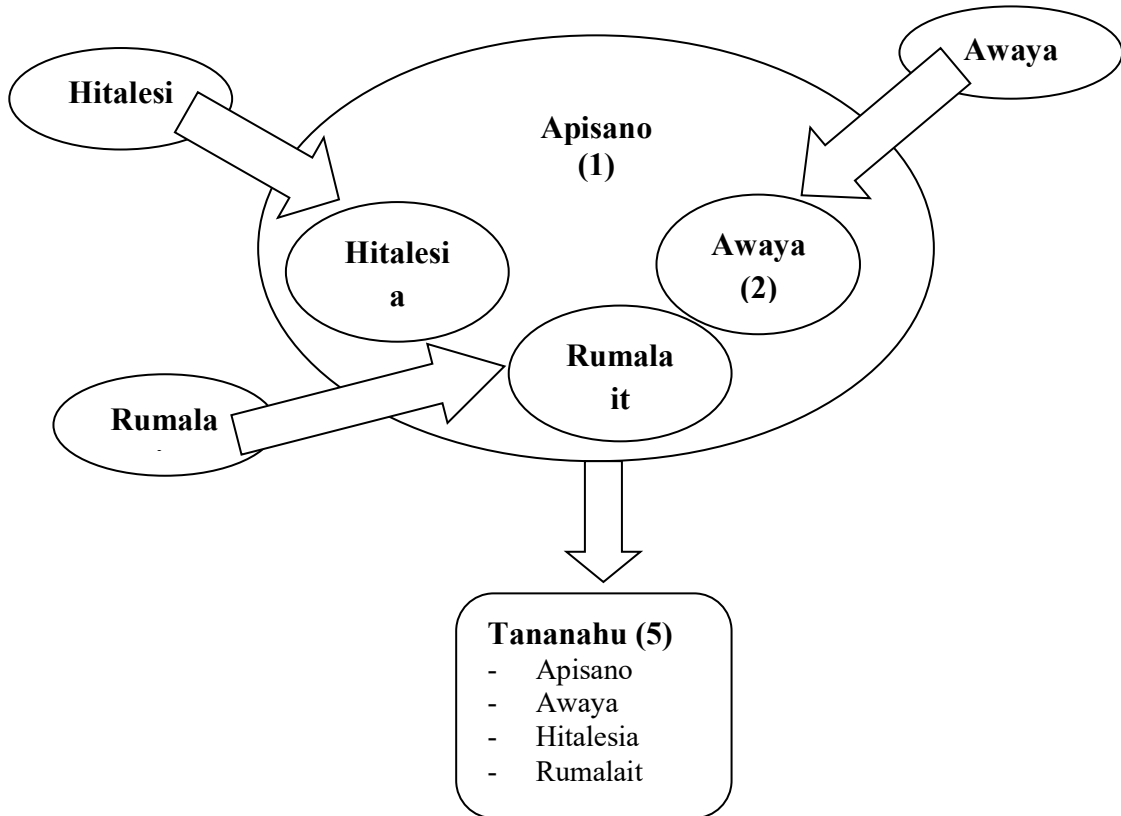 Hitalesi
Awaya
Apisano
(1)
Hitalesi
a
Awaya
(2)
Rumala
it
Rumala
Tananahu (5)
- Apisano
- Awaya
- Hitalesia
- Rumalait